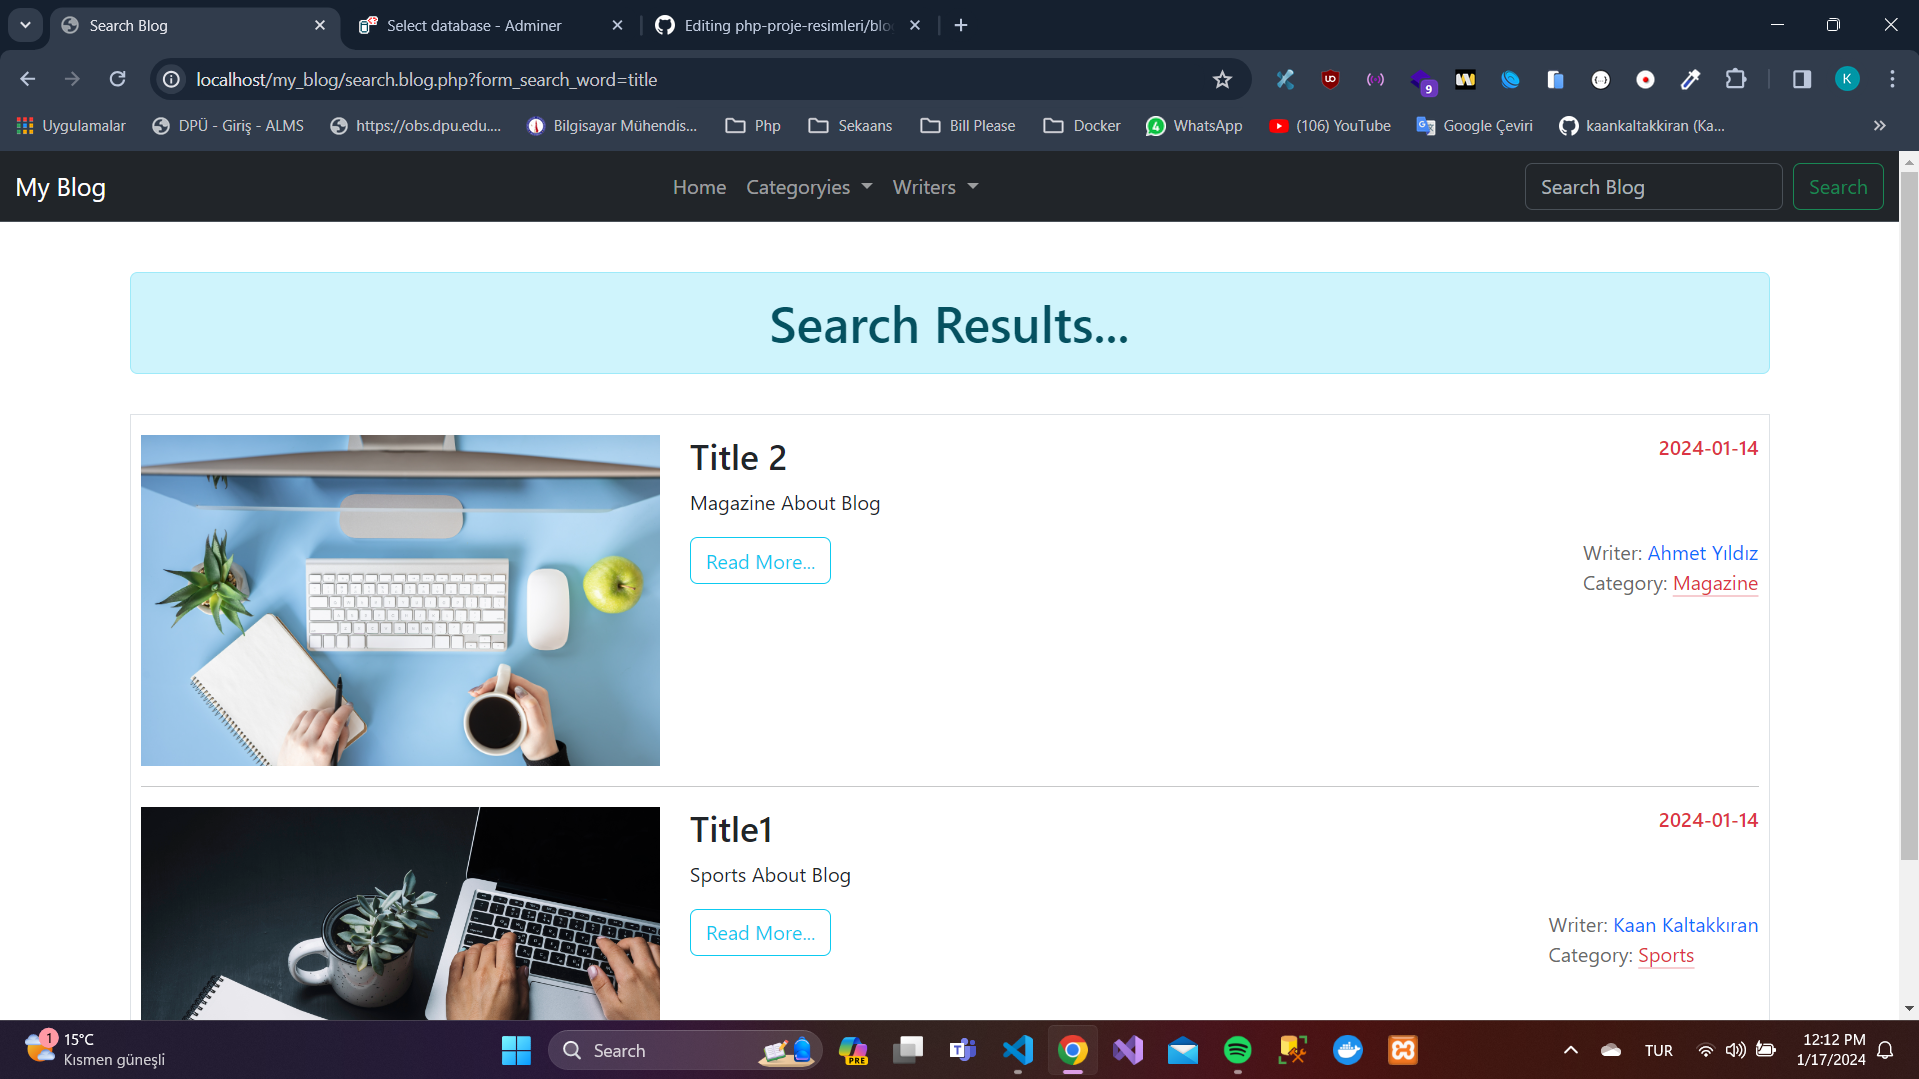 Search Blog
Select database - Adminer
Editing php-proje-resimleri/blo
localhost/my_blog/search.blog.php?form_search_word=title
9
K
Uygulamalar
DPÜ - Giriş - ALMS
https://obs.dpu.edu....
Bilgisayar Mühendis...
Php
Sekaans
Bill Please
Docker
4
WhatsApp
(106) YouTube
Google Çeviri
kaankaltakkiran (Ka...
My Blog
Home
Categoryies
Writers
Search Blog
Search
Search Results...
Title 2
2024-01-14
Magazine About Blog
Read More...
Writer: Ahmet Yıldız
Category: Magazine
Title1
2024-01-14
Sports About Blog
Read More...
Writer: Kaan Kaltakkıran
Category: Sports
1
15°C
Kısmen güneşli
Search
PRE
TUR
12:12 PM
1/17/2024